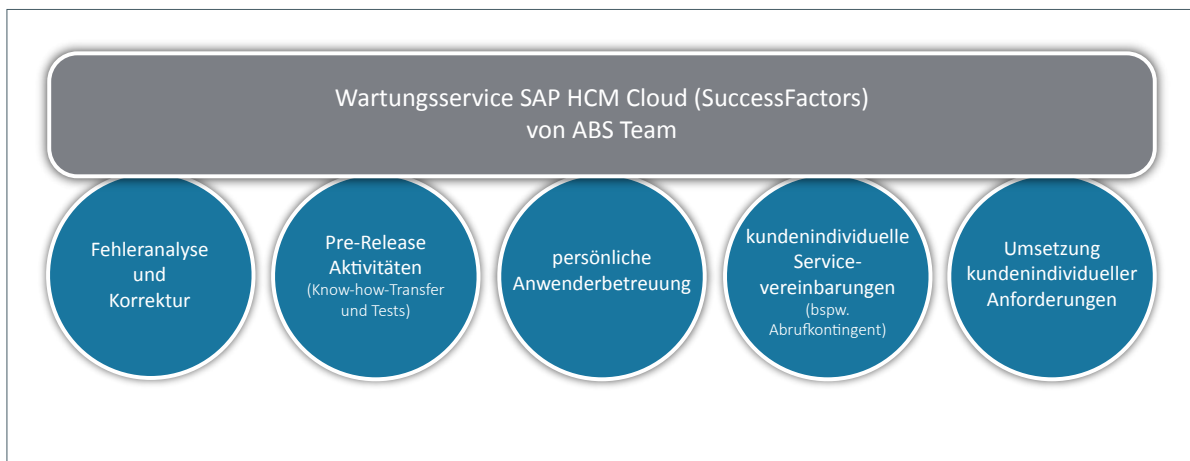 Wartungsservice SAP HCM Cloud (SuccessFactors)
von ABS Team
Fehleranalyse
und
Korrektur
Pre-Release
Aktivitäten
(Know-how-Transfer
und Tests)
persönliche
Anwenderbetreuung
kundenindividuelle
Service-
vereinbarungen
(bspw.
Abrufkontingent)
Umsetzung
kundenindividueller
Anforderungen